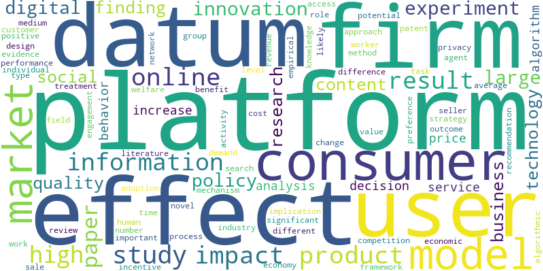 digital
finding
innovation
access
role
potential
experiment
medium
customer
positive
network
group
revenue
empirical
knowledge
likely
approach
worker
method
patent
privacy
agent
algorithm
design
evidence
performance
individual
type
datum
firm
social
treatment
behavior
online
welfare
benefit
level
research
difference
task
content
result
average
large
market
increase
platform
technology
field
engagement
literature
activity
cost
change
value
preference
seller
strategy
outcome
price
recommendation
information
demand
search
consumer
quality
adoption
policy
mechanism
analysis
decision
service
business
effect
user
human
time
number
novel
implication
significant
different
algorithmic
paper
review
important
process
industry
competition
economic
work
high
study
impact
product
model
sale
incentive
economy
framework